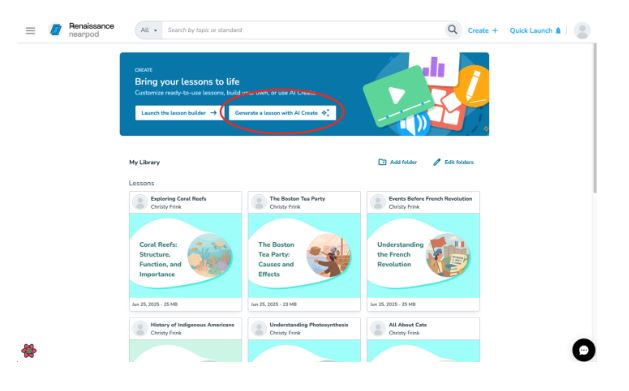 Renaissance
nearpod
All
Search by topic or standard
Create +
Quick Launch
CREATE
Bring your lessons to life
Customize ready-to-use lessons, build your own, or use AI Create.
Launch the lesson builder →
Generate a lesson with AI Create
My Library
Add folder
Edit folders
Lessons
Exploring Coral Reefs
Christy Frink
The Boston Tea Party
Christy Frink
Events Before French Revolution
Christy Frink
Coral Reefs:
Structure,
Function, and
Importance
The Boston
Tea Party:
Causes and
Effects
Understanding
the French
Revolution
Jun 25, 2025 - 25 MB
Jun 25, 2025 - 23 MB
Jun 25, 2025 - 25 MB
History of Indigenous Americans
Christy Frink
Understanding Photosynthesis
Christy Frink
All About Cats
Christy Frink